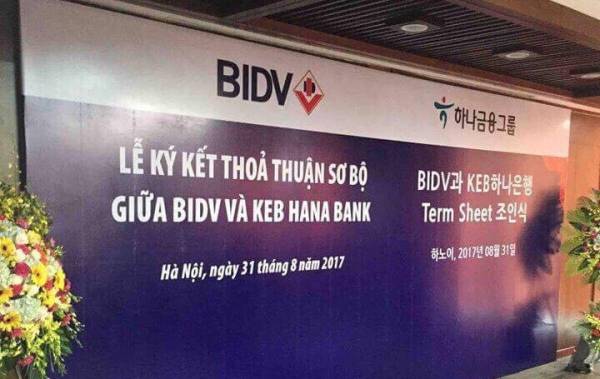 BIDV
하나금융그룹
LỄ KÝ KẾT THOẢ THUẬN SƠ BỘ
GIỮA BIDV VÀ KEB HANA BANK
Hà Nội, ngày 31 tháng 8 năm 2017
BIDV과 KEB하나은행
Term Sheet 조인식
하노이, 2017년 08월 31일